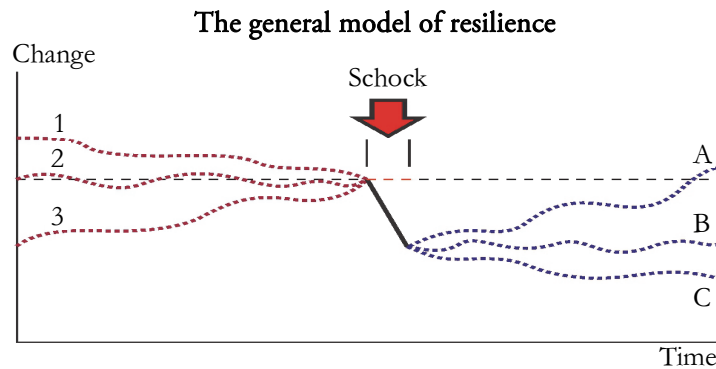 The general model of resilience
Change
Schock
1
2
3
A
B
C
Time